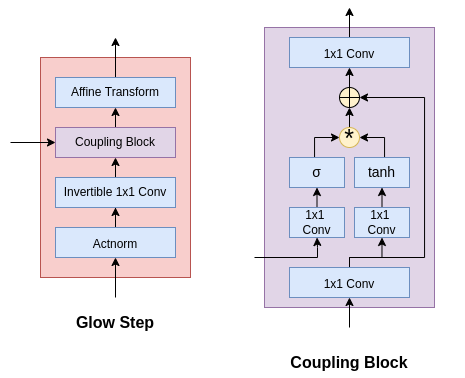 Affine Transform
Coupling Block
Invertible 1x1 Conv
Actnorm
Glow Step
1x1 Conv
*
σ
tanh
1x1
Conv
1x1
Conv
1x1 Conv
Coupling Block